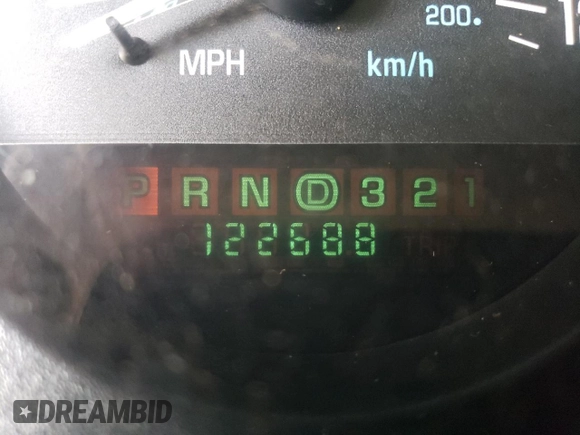 200.
MPH km/h
P R N D 3 2 1
122688
DREAMBID